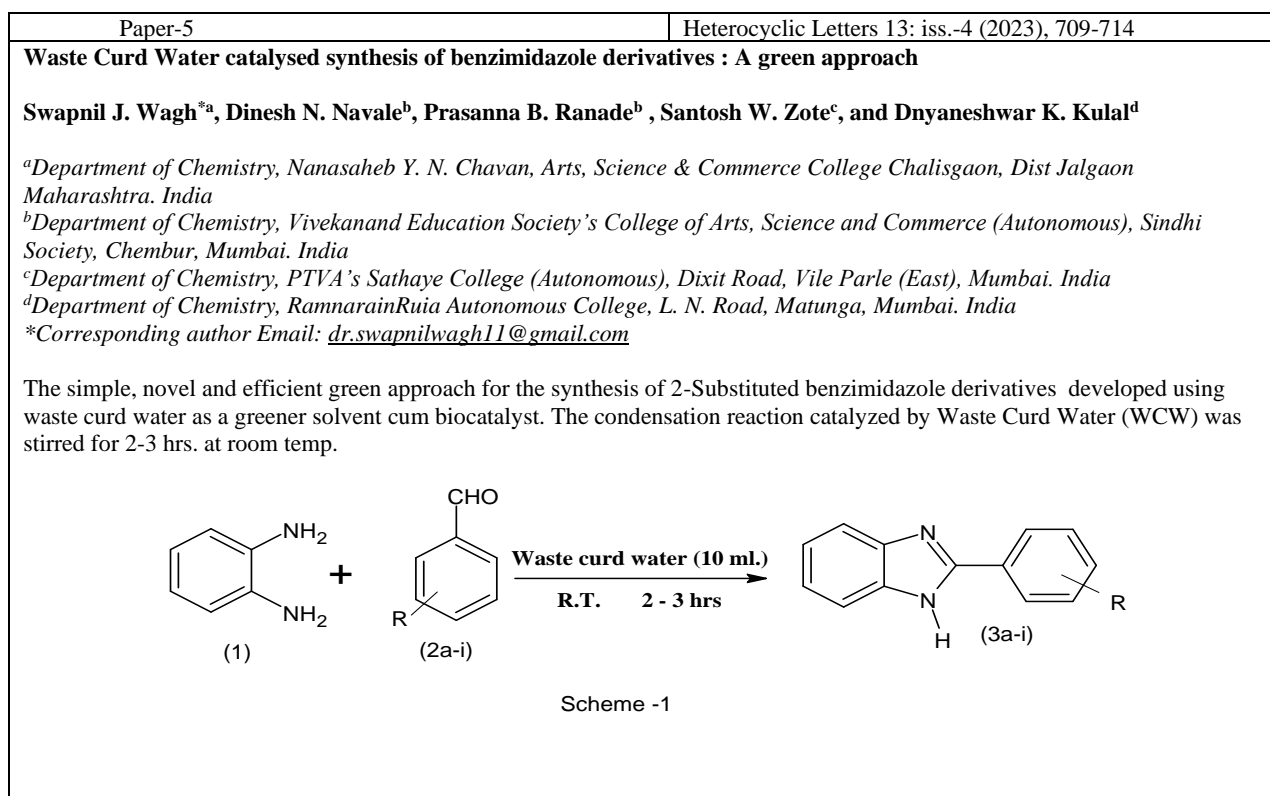 Paper-5 Heterocyclic Letters 13: iss.-4 (2023), 709-714
Waste Curd Water catalysed synthesis of benzimidazole derivatives : A green approach
Swapnil J. Wagh*a, Dinesh N. Navaleb, Prasanna B. Ranadeb , Santosh W. Zotec, and Dnyaneshwar K. Kulald
aDepartment of Chemistry, Nanasaheb Y. N. Chavan, Arts, Science & Commerce College Chalisgaon, Dist Jalgaon
Maharashtra. India
bDepartment of Chemistry, Vivekanand Education Society's College of Arts, Science and Commerce (Autonomous), Sindhi
Society, Chembur, Mumbai. India
cDepartment of Chemistry, PTVA's Sathaye College (Autonomous), Dixit Road, Vile Parle (East), Mumbai. India
dDepartment of Chemistry, RamnarainRuia Autonomous College, L. N. Road, Matunga, Mumbai. India
*Corresponding author Email: dr.swapnilwagh11@gmail.com
The simple, novel and efficient green approach for the synthesis of 2-Substituted benzimidazole derivatives developed using
waste curd water as a greener solvent cum biocatalyst. The condensation reaction catalyzed by Waste Curd Water (WCW) was
stirred for 2-3 hrs. at room temp.
CHO
NH2
NH2
+
R
Waste curd water (10 ml.)
R.T. 2 - 3 hrs
N
N
H
R
(1)
(2a-i)
(3a-i)
Scheme -1